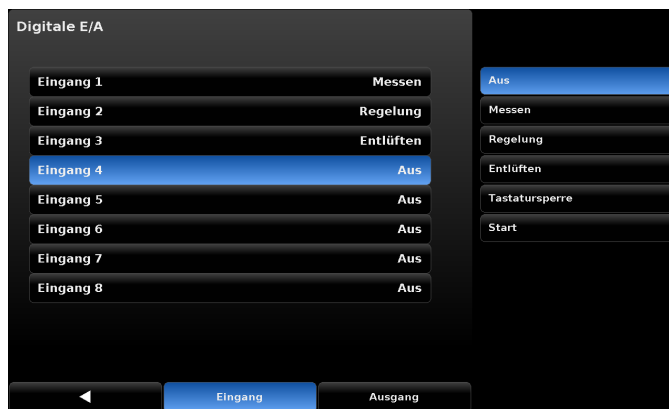 Digitale E/A
Eingang 1 Messen
Eingang 2 Regelung
Eingang 3 Entlüften
Eingang 4 Aus
Eingang 5 Aus
Eingang 6 Aus
Eingang 7 Aus
Eingang 8 Aus
Aus
Messen
Regelung
Entlüften
Tastatursperre
Start
Eingang Ausgang